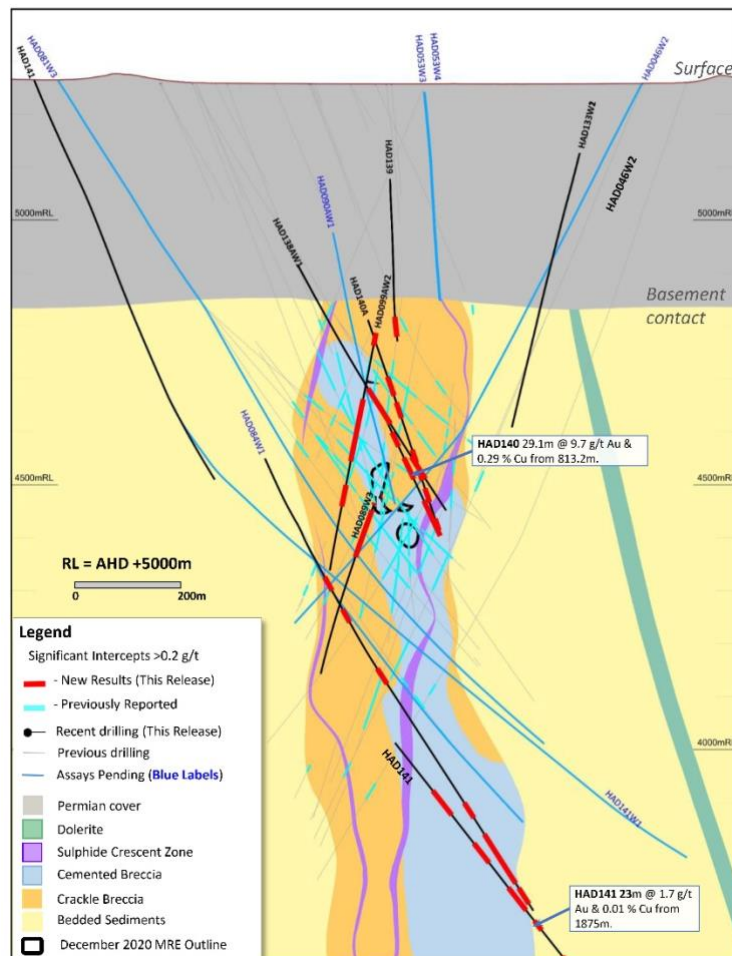 HAD141
HAD081W3
HAD053W3
HAD053W4
HAD046W2
Surface
HAD139
HAD133W2
HAD046W2
HAD090AW1
HAD138AW1
5000mRL
5000mRL
HAD140A
HAD099AW2
Basement
contact
HAD084W1
HAD140 29.1m @ 9.7 g/t Au &
0.29 % Cu from 813.2m.
4500mRL
4500mRL
HAD089W3
RL = AHD +5000m
0 200m
Legend
Significant Intercepts >0.2 g/t
- New Results (This Release)
- Previously Reported
Recent drilling (This Release)
Previous drilling
Assays Pending (Blue Labels)
Permian cover
Dolerite
Sulphide Crescent Zone
Cemented Breccia
Crackle Breccia
Bedded Sediments
December 2020 MRE Outline
4000mRL
HAD141
HAD141W1
HAD141 23m @ 1.7 g/t
Au & 0.01 % Cu from
1875m.